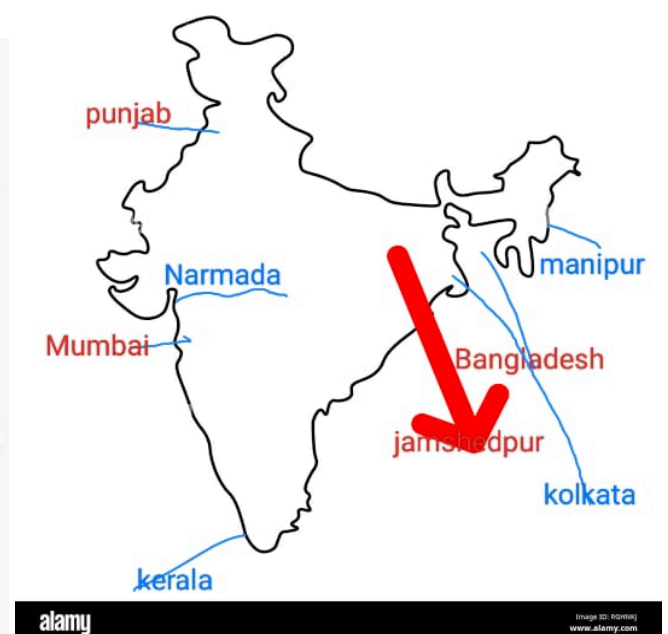 punjab
manipur
Narmada
Mumbai
Bangladesh
jamshedpur
kolkata
kerala
alamy
Image ID: RGHNKJ
www.alamy.com